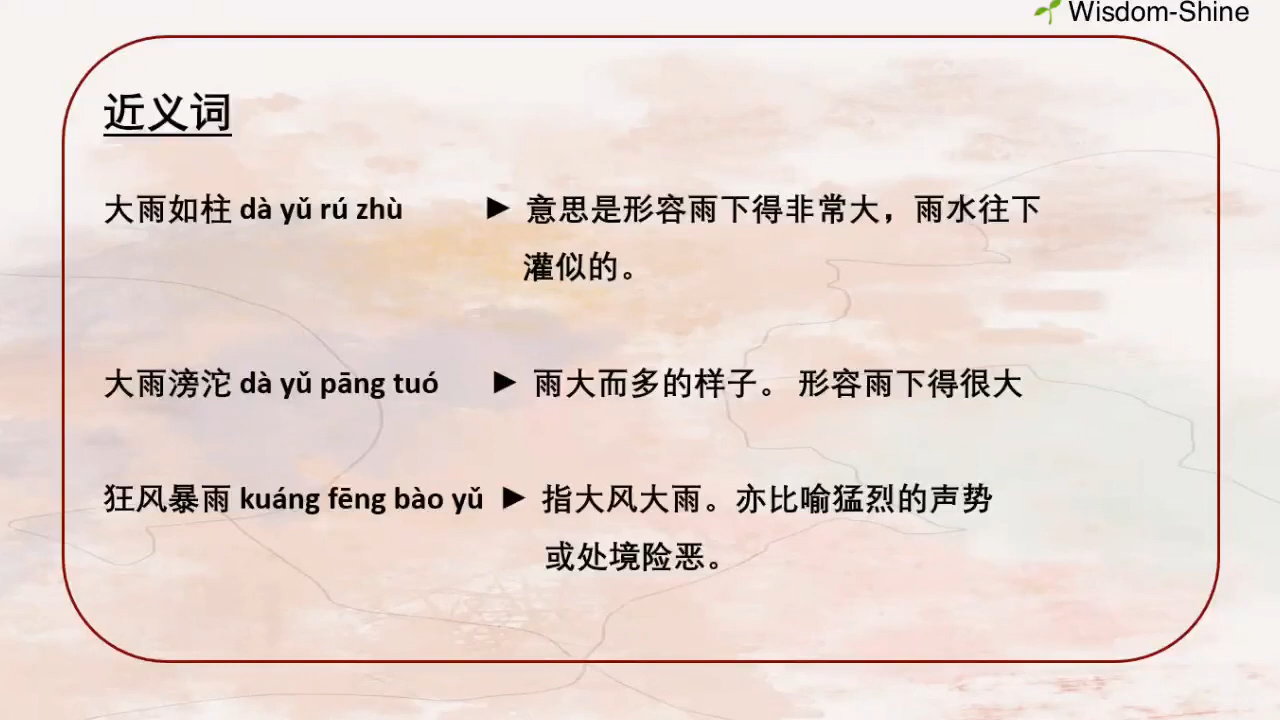 Wisdom-Shine
近义词
大雨如柱 dà yǔ rú zhù ► 意思是形容雨下得非常大，雨水往下
灌似的。
大雨滂沱 dà yǔ pāng tuó ► 雨大而多的样子。 形容雨下得很大
狂风暴雨 kuáng fēng bào yǔ ► 指大风大雨。亦比喻猛烈的声势
或处境险恶。